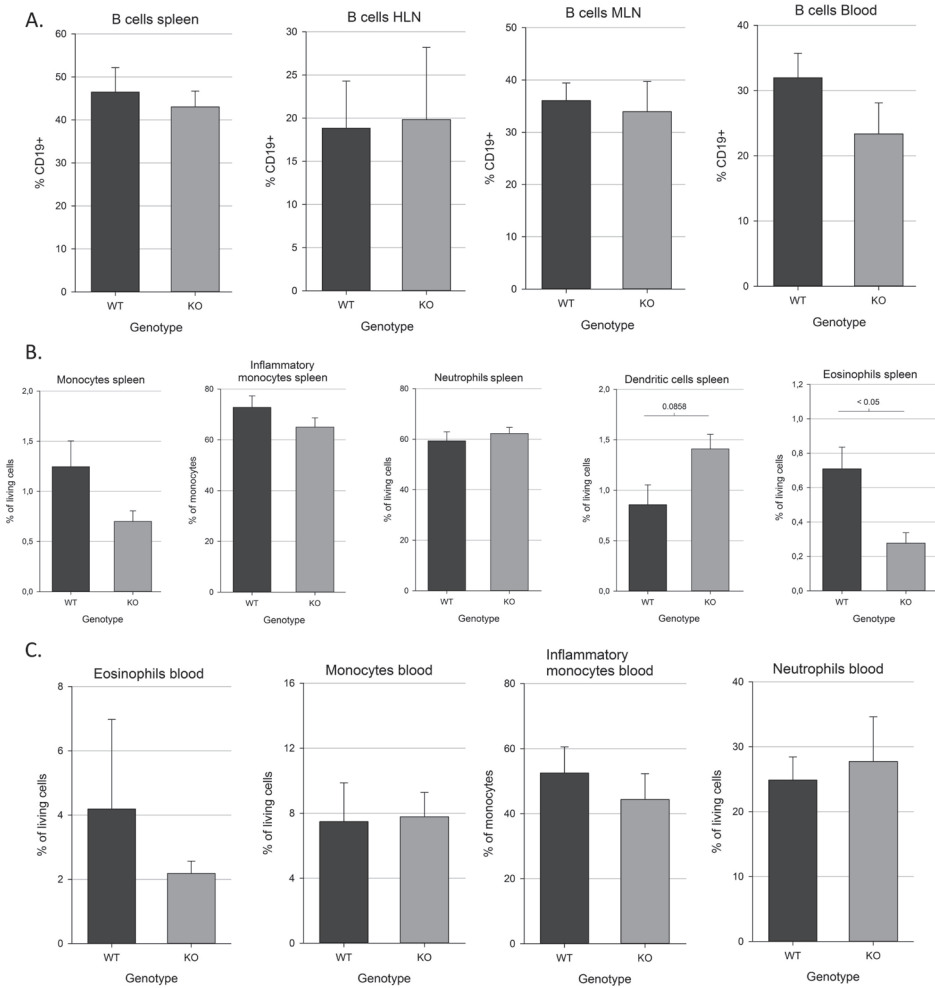 A.
B cells spleen
60
50
40
30
20
10
0
% CD19+
WT
KO
Genotype
B cells HLN
30
25
20
15
10
5
0
% CD19+
WT
KO
Genotype
B cells MLN
50
40
30
20
10
0
% CD19+
WT
KO
Genotype
B cells Blood
40
30
20
10
0
% CD19+
WT
KO
Genotype
B.
Monocytes spleen
2,0
1,5
1,0
0,5
0,0
% of living cells
WT
KO
Genotype
Inflammatory
monocytes spleen
80
60
40
20
0
% of monocytes
WT
KO
Genotype
Neutrophils spleen
80
60
40
20
0
% of living cells
WT
KO
Genotype
Dendritic cells spleen
2,0
1,5
1,0
0,5
0,0
% of living cells
0.0858
WT
KO
Genotype
Eosinophils spleen
1,2
1,0
0,8
0,6
0,4
0,2
0,0
% of living cells
< 0.05
WT
KO
Genotype
C.
Eosinophils blood
8
6
4
2
0
% of living cells
WT
KO
Genotype
Monocytes blood
16
12
8
4
0
% of living cells
WT
KO
Genotype
Inflammatory
monocytes blood
80
60
40
20
0
% of monocytes
WT
KO
Genotype
Neutrophils blood
40
30
20
10
0
% of living cells
WT
KO
Genotype